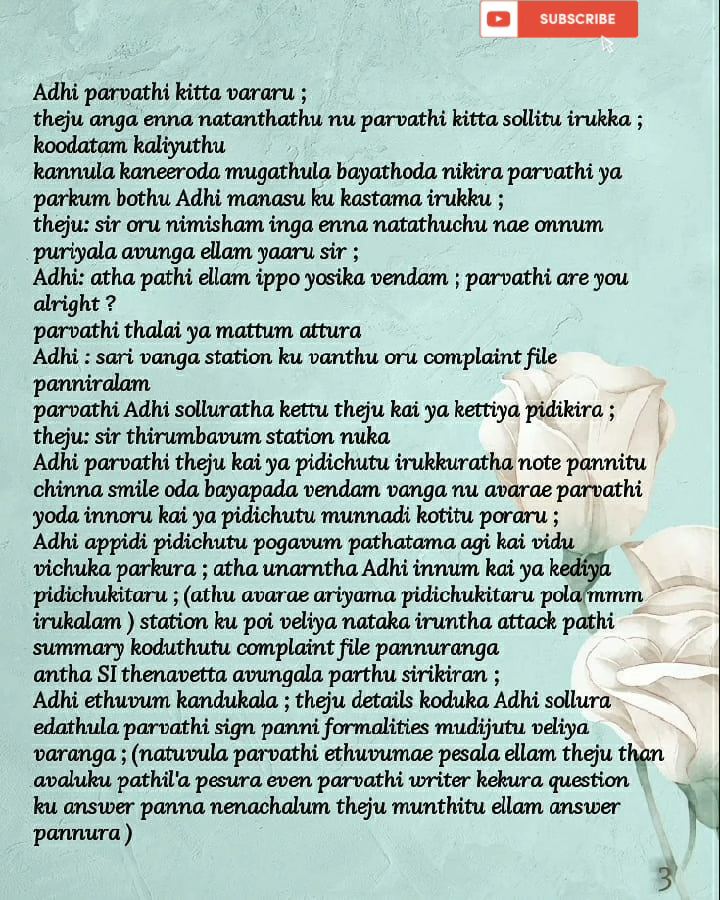 SUBSCRIBE
Adhi parvathi kitta vararu ;
theju anga enna natanthathu nu parvathi kitta sollitu irukka ;
koodatam kaliyuthu
kannula kaneeroda mugathula bayathoda nikira parvathi ya
parkum bothu Adhi manasu ku kastama irukku ;
theju: sir oru nimisham inga enna natathuchu nae onnum
puriyala avunga ellam yaaru sir ;
Adhi: atha pathi ellam ippo yosika vendam ; parvathi are you
alright ?
parvathi thalai ya mattum attura
Adhi : sari vanga station ku vanthu oru complaint file
panniralam
parvathi Adhi solluratha kettu theju kai ya kettiya pidikira ;
theju: sir thirumbavum station nuka
Adhi parvathi theju kai ya pidichutu irukkuratha note pannitu
chinna smile oda bayapada vendam vanga nu avarae parvathi
yoda innoru kai ya pidichutu munnadi kotitu poraru ;
Adhi appidi pidichutu pogavum pathatama agi kai vidu
vichuka parkura ; atha unarntha Adhi innum kai ya kediya
pidichukitaru ; (athu avarae ariyama pidichukitaru pola mmm
irukalam ) station ku poi veliya nataka iruntha attack pathi
summary koduthutu complaint file pannuranga
antha SI thenavetta avungala parthu sirikiran ;
Adhi ethuvum kandukala ; theju details koduka Adhi sollura
edathula parvathi sign panni formalities mudijutu veliya
varanga ; (natuvula parvathi ethuvumae pesala ellam theju than
avaluku pathil'a pesura even parvathi writer kekura question
ku answer panna nenachalum theju munthitu ellam answer
pannura )
3